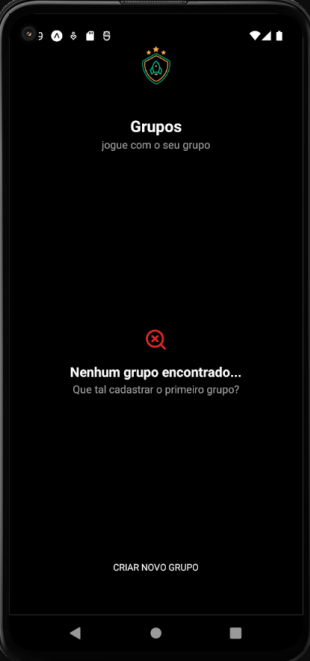 Grupos
jogue com o seu grupo
Nenhum grupo encontrado...
Que tal cadastrar o primeiro grupo?
CRIAR NOVO GRUPO